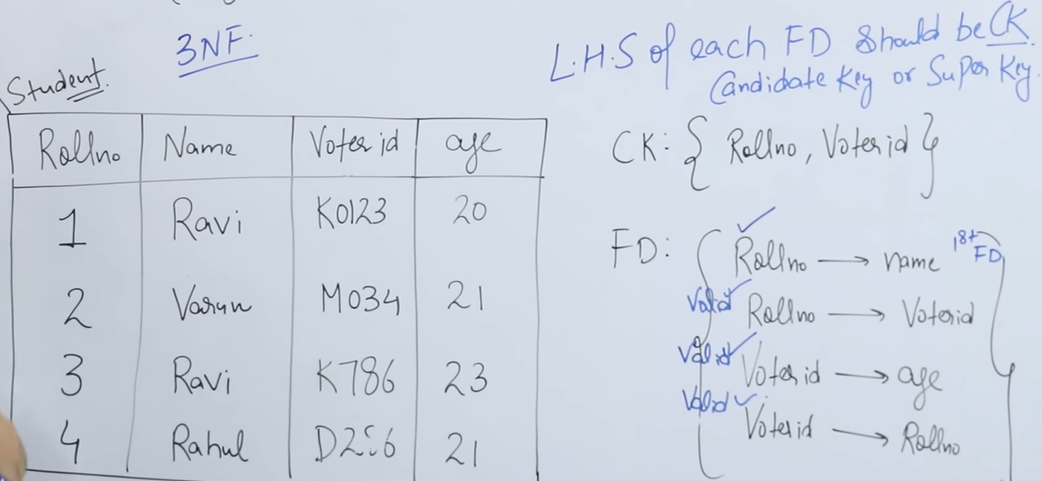 3NF.
L.H.S of each FD should be CK.
Candidate Key or Super Key.
Student.
Rollno Name Voter id age
1 Ravi K0123 20
2 Varun M034 21
3 Ravi K786 23
4 Rahul D286 21
CK: { Rollno, Voterid }
FD: { Rollno → name 1st FD
Valid Rollno → Voterid
Valid Voterid → age
Valid Voterid → Rollno